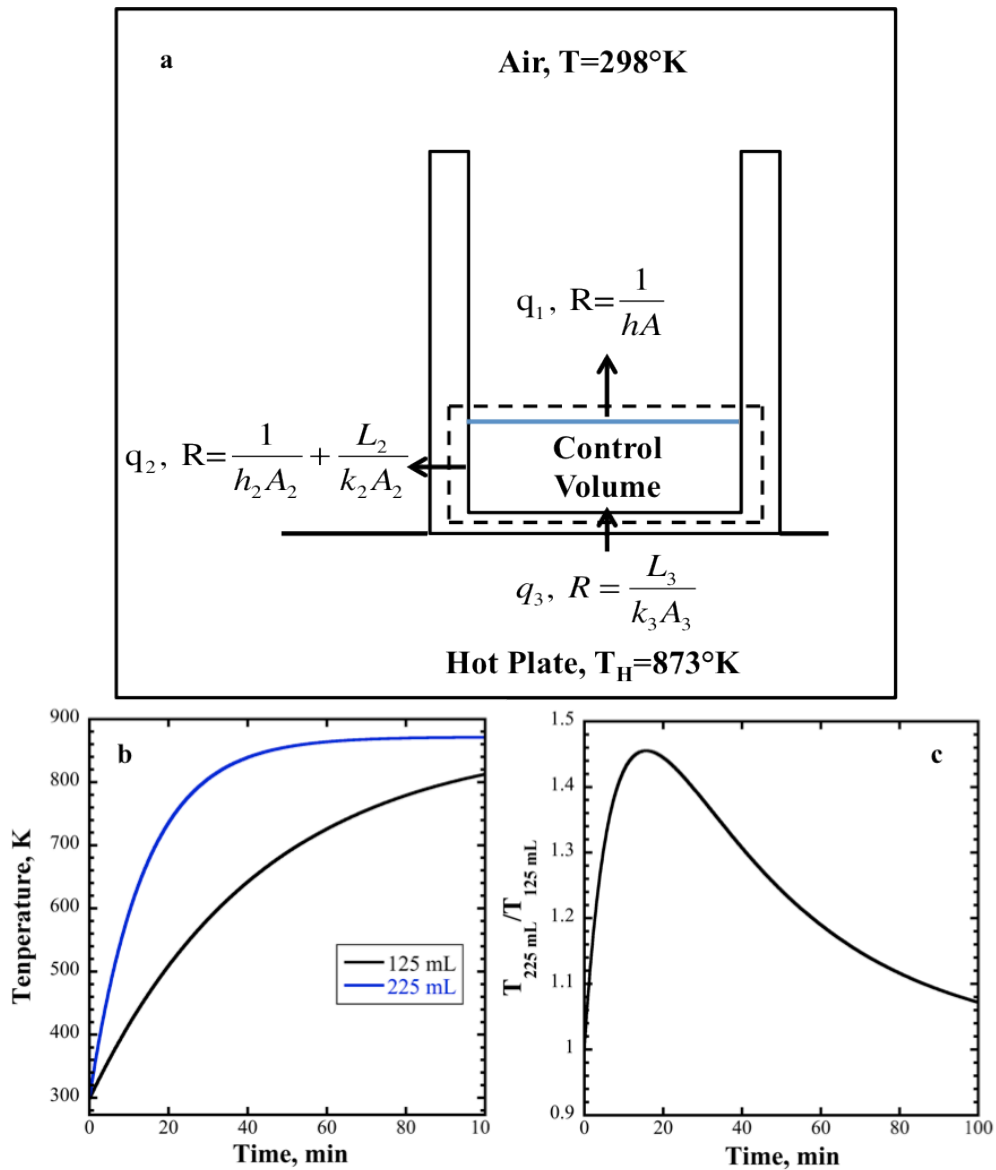 a
Air, T=298°K
q₁, R=1/hA
q₂, R=1/h₂A₂ + L₂/k₂A₂
Control
Volume
q₃, R = L₃/k₃A₃
Hot Plate, T_H=873°K
b
900
800
700
600
500
400
300
Tenperature, K
125 mL
225 mL
0
20
40
60
80
10
Time, min
c
1.5
1.4
1.3
1.2
1.1
1
0.9
T₂₂₅ ₘL/T₁₂₅ ₘL
0
20
40
60
80
100
Time, min